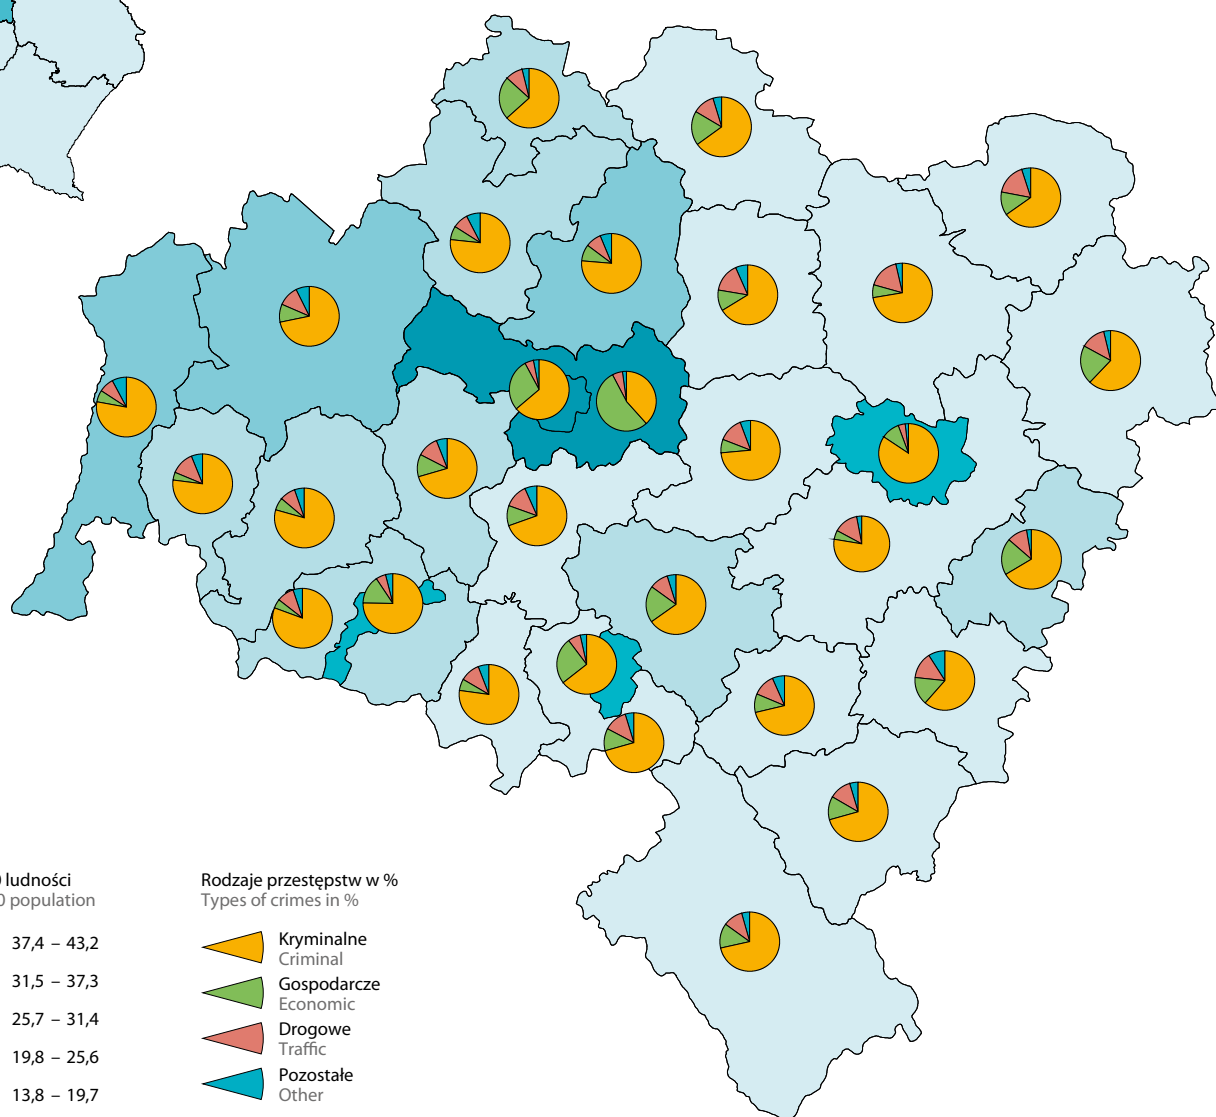 ludności
population
37,4 – 43,2
31,5 – 37,3
25,7 – 31,4
19,8 – 25,6
13,8 – 19,7
Rodzaje przestępstw w %
Types of crimes in %
Kryminalne
Criminal
Gospodarcze
Economic
Drogowe
Traffic
Pozostałe
Other